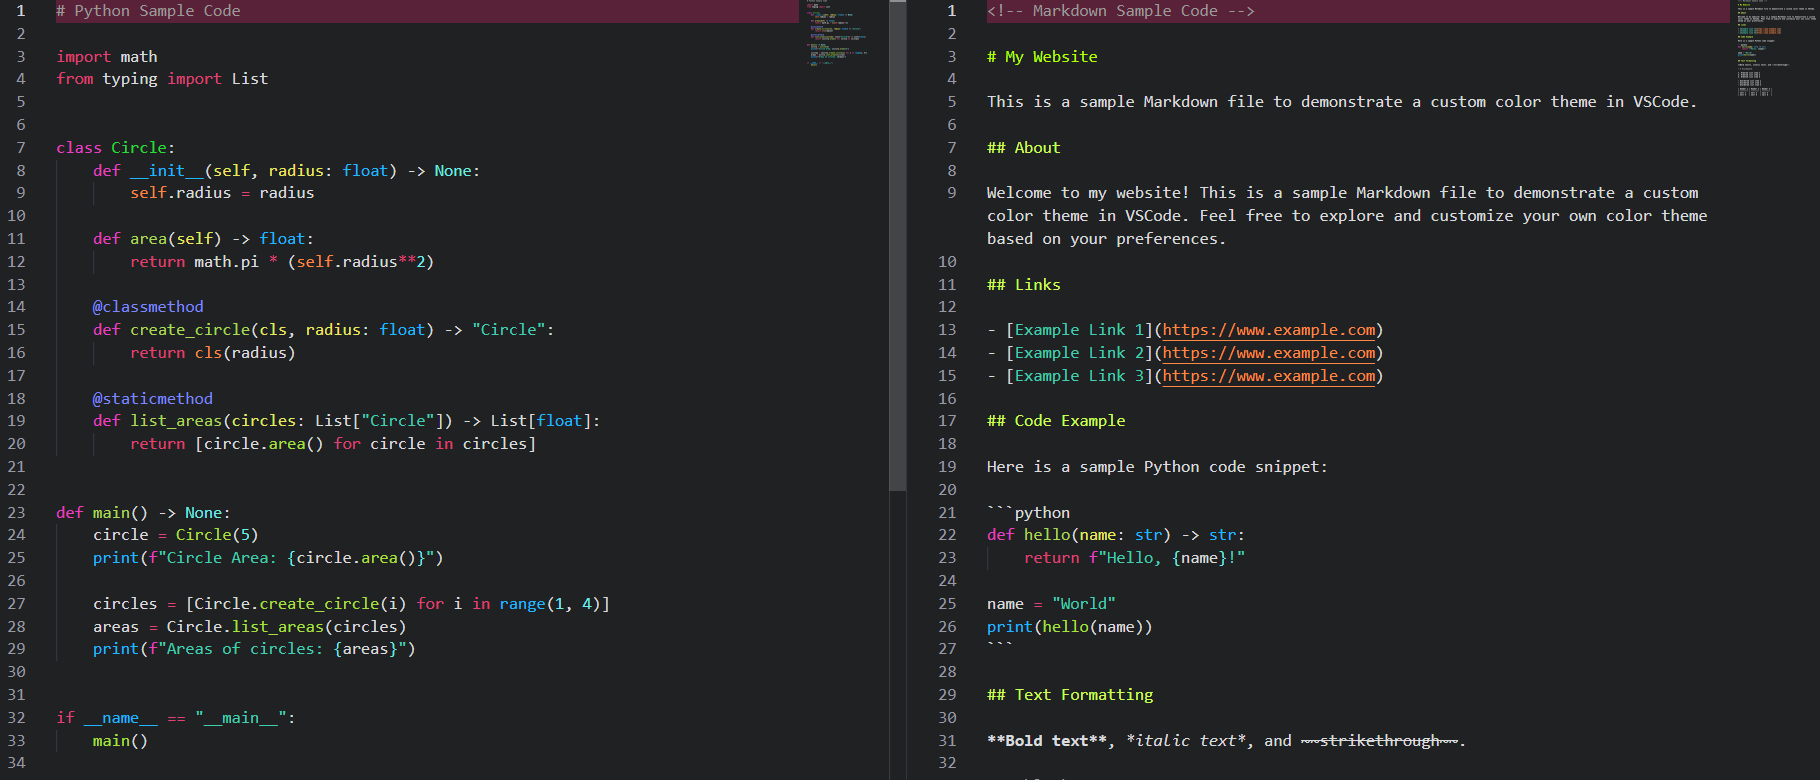 1 # Python Sample Code
2
3 import math
4 from typing import List
5
6
7 class Circle:
8     def __init__(self, radius: float) -> None:
9         self.radius = radius
10
11     def area(self) -> float:
12         return math.pi * (self.radius**2)
13
14     @classmethod
15     def create_circle(cls, radius: float) -> "Circle":
16         return cls(radius)
17
18     @staticmethod
19     def list_areas(circles: List["Circle"]) -> List[float]:
20         return [circle.area() for circle in circles]
21
22
23 def main() -> None:
24     circle = Circle(5)
25     print(f"Circle Area: {circle.area()}")
26
27     circles = [Circle.create_circle(i) for i in range(1, 4)]
28     areas = Circle.list_areas(circles)
29     print(f"Areas of circles: {areas}")
30
31
32 if __name__ == "__main__":
33     main()
34
1 <!-- Markdown Sample Code -->
2
3 # My Website
4
5 This is a sample Markdown file to demonstrate a custom color theme in VSCode.
6
7 ## About
8
9 Welcome to my website! This is a sample Markdown file to demonstrate a custom
color theme in VSCode. Feel free to explore and customize your own color theme
based on your preferences.
10
11 ## Links
12
13 - [Example Link 1](https://www.example.com)
14 - [Example Link 2](https://www.example.com)
15 - [Example Link 3](https://www.example.com)
16
17 ## Code Example
18
19 Here is a sample Python code snippet:
20
21 ```python
22 def hello(name: str) -> str:
23     return f"Hello, {name}!"
24
25 name = "World"
26 print(hello(name))
27 ```
28
29 ## Text Formatting
30
31 **Bold text**, *italic text*, and ~~strikethrough~~.
32